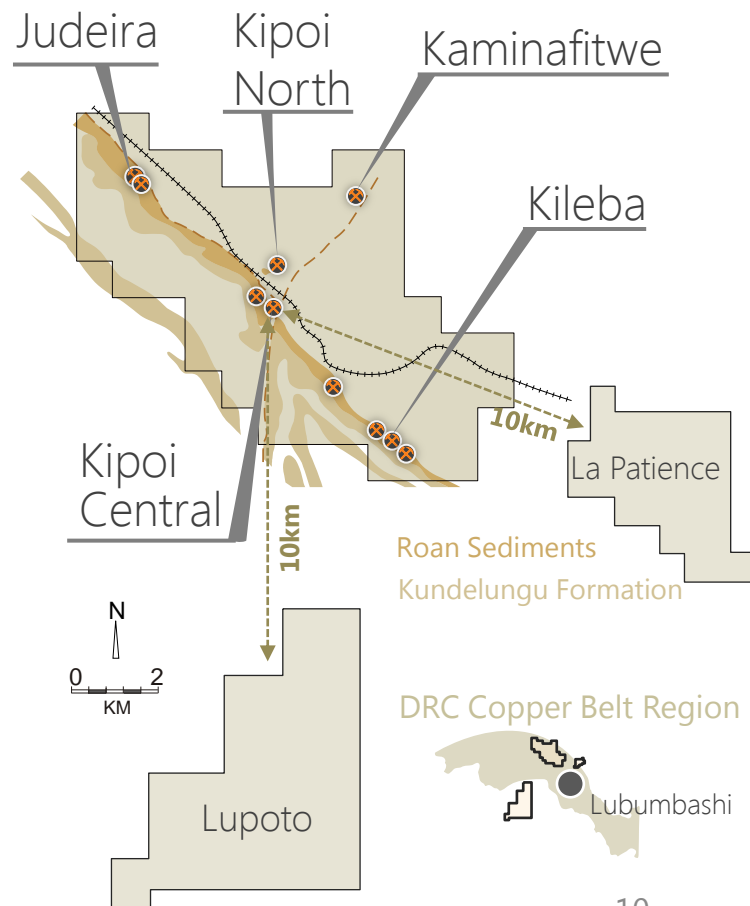 Judeira
Kipoi
North
Kaminafitwe
Kileba
10km
La Patience
Kipoi
Central
10km
Roan Sediments
Kundelungu Formation
N
0 2
KM
DRC Copper Belt Region
Lubumbashi
Lupoto